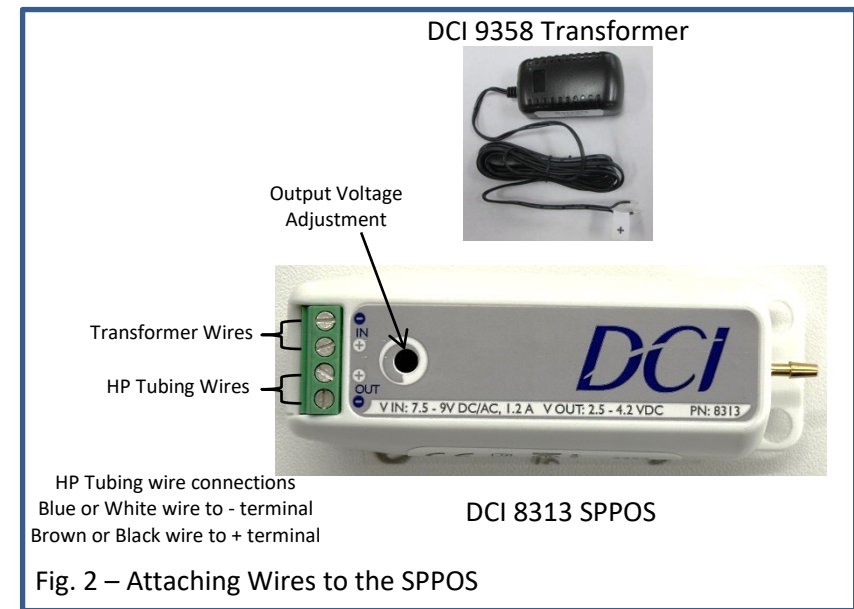 DCI 9358 Transformer
+
Output Voltage
Adjustment
Transformer Wires
HP Tubing Wires
IN
+
+
OUT
DCI
V IN: 7.5 - 9V DC/AC, 1.2 A V OUT: 2.5 - 4.2 VDC PN: 8313
HP Tubing wire connections
Blue or White wire to - terminal
Brown or Black wire to + terminal
DCI 8313 SPPOS
Fig. 2 – Attaching Wires to the SPPOS